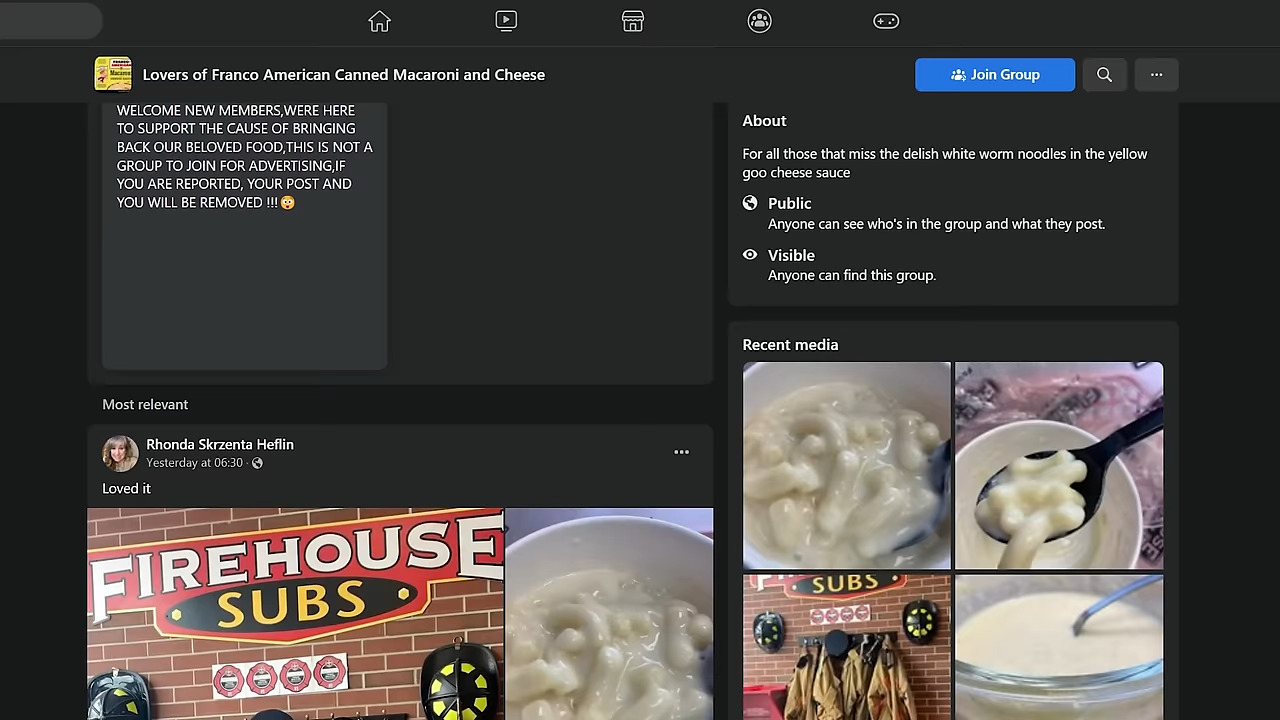 Lovers of Franco American Canned Macaroni and Cheese
Join Group
WELCOME NEW MEMBERS,WERE HERE
TO SUPPORT THE CAUSE OF BRINGING
BACK OUR BELOVED FOOD,THIS IS NOT A
GROUP TO JOIN FOR ADVERTISING,IF
YOU ARE REPORTED, YOUR POST AND
YOU WILL BE REMOVED !!!😳
Most relevant
Rhonda Skrzenta Heflin
Yesterday at 06:30 ·
Loved it
FIREHOUSE
SUBS
About
For all those that miss the delish white worm noodles in the yellow
goo cheese sauce
Public
Anyone can see who's in the group and what they post.
Visible
Anyone can find this group.
Recent media
SUBS